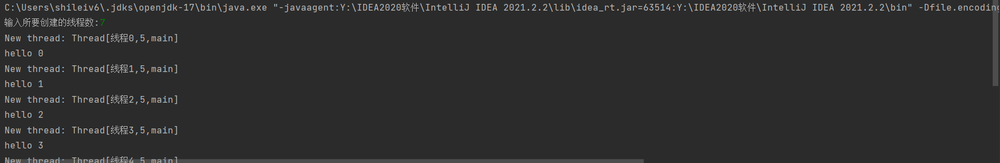 C:\Users\shileiv6\.jdks\openjdk-17\bin\java.exe "-javaagent:Y:\IDEA2020软件\IntelliJ IDEA 2021.2.2\lib\idea_rt.jar=63514:Y:\IDEA2020软件\IntelliJ IDEA 2021.2.2\bin" -Dfile.encoding
输入所要创建的线程数:7
New thread: Thread[线程0,5,main]
hello 0
New thread: Thread[线程1,5,main]
hello 1
New thread: Thread[线程2,5,main]
hello 2
New thread: Thread[线程3,5,main]
hello 3
New thread: Thread[线程4,5,main]